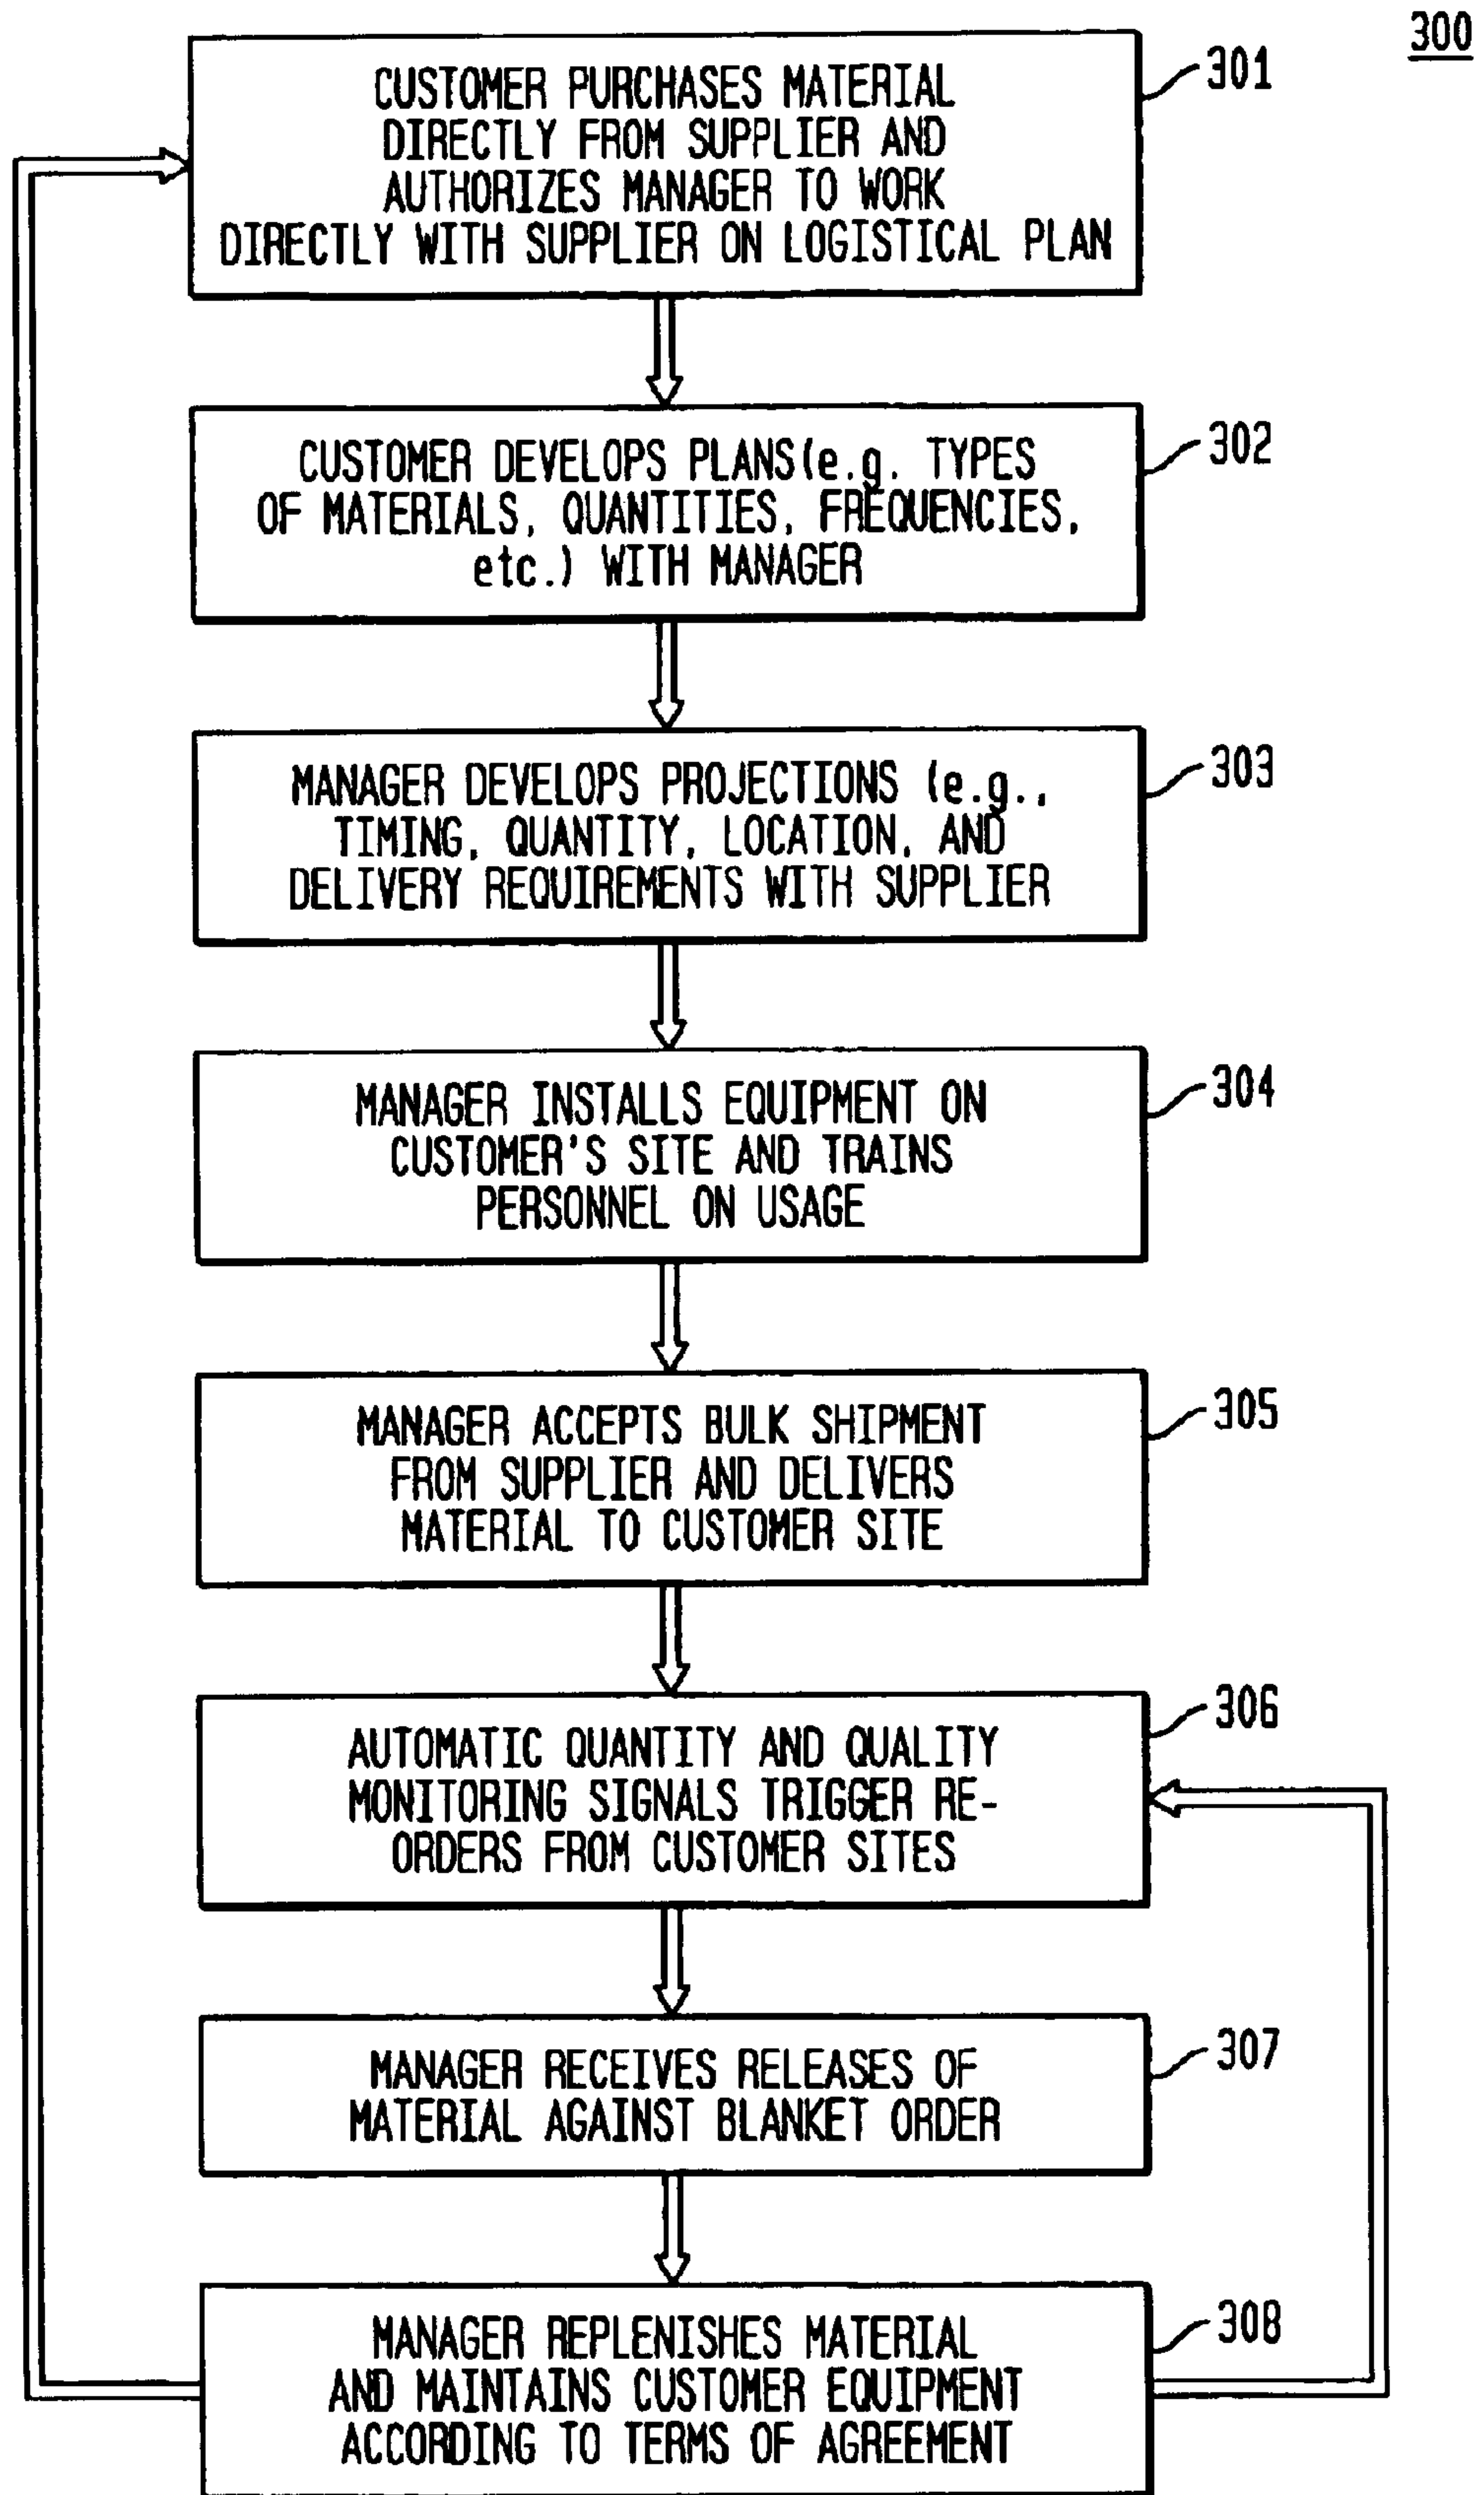 300
CUSTOMER PURCHASES MATERIAL
DIRECTLY FROM SUPPLIER AND
AUTHORIZES MANAGER TO WORK
DIRECTLY WITH SUPPLIER ON LOGISTICAL PLAN
301
CUSTOMER DEVELOPS PLANS(e.g. TYPES
OF MATERIALS, QUANTITIES, FREQUENCIES,
etc.) WITH MANAGER
302
MANAGER DEVELOPS PROJECTIONS (e.g.,
TIMING, QUANTITY, LOCATION, AND
DELIVERY REQUIREMENTS WITH SUPPLIER
303
MANAGER INSTALLS EQUIPMENT ON
CUSTOMER'S SITE AND TRAINS
PERSONNEL ON USAGE
304
MANAGER ACCEPTS BULK SHIPMENT
FROM SUPPLIER AND DELIVERS
MATERIAL TO CUSTOMER SITE
305
AUTOMATIC QUANTITY AND QUALITY
MONITORING SIGNALS TRIGGER RE-
ORDERS FROM CUSTOMER SITES
306
MANAGER RECEIVES RELEASES OF
MATERIAL AGAINST BLANKET ORDER
307
MANAGER REPLENISHES MATERIAL
AND MAINTAINS CUSTOMER EQUIPMENT
ACCORDING TO TERMS OF AGREEMENT
308